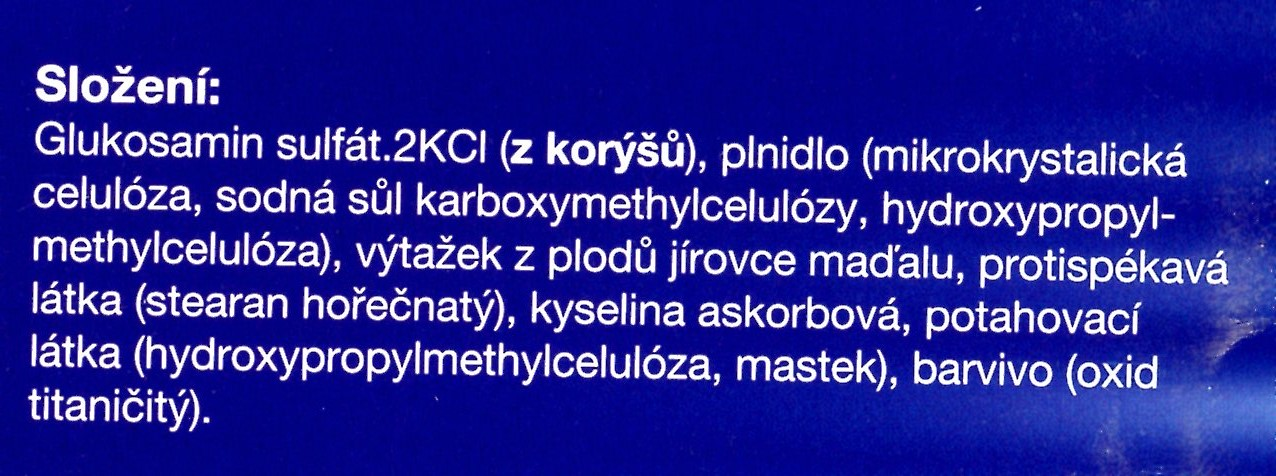 Složení:
Glukosamin sulfát.2KCl (z korýšů), plnidlo (mikrokrystalická
celulóza, sodná sůl karboxymethylcelulózy, hydroxypropyl-
methylcelulóza), výtažek z plodů jírovce maďalu, protispékavá
látka (stearan hořečnatý), kyselina askorbová, potahovací
látka (hydroxypropylmethylcelulóza, mastek), barvivo (oxid
titaničitý).